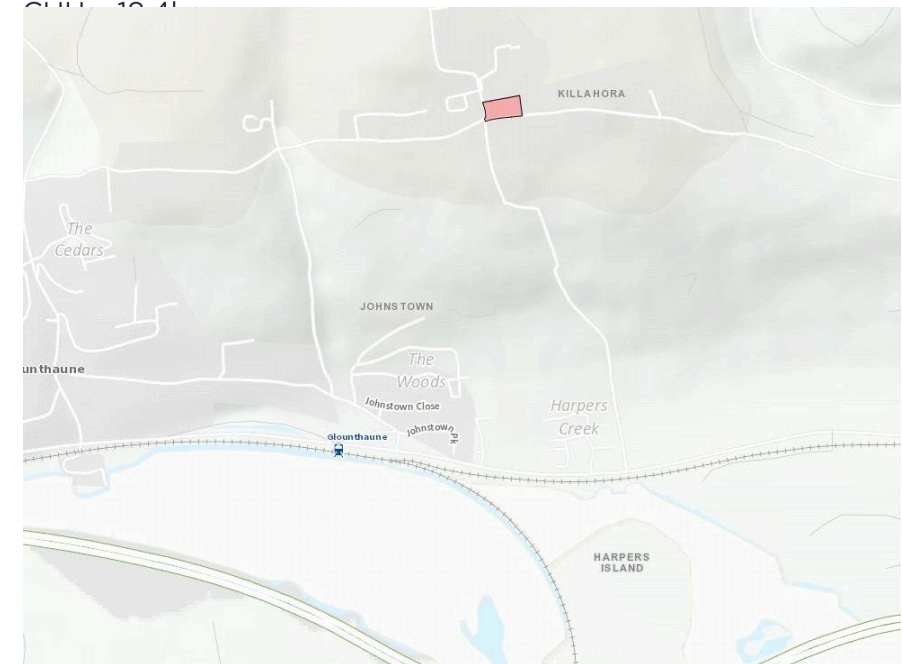 KILLAHORA
The
Cedars
JOHNSTOWN
unthaune
The
Woods
Johnstown Close
Johnstown Pk
Harpers
Creek
Glounthaune
HARPERS
ISLAND